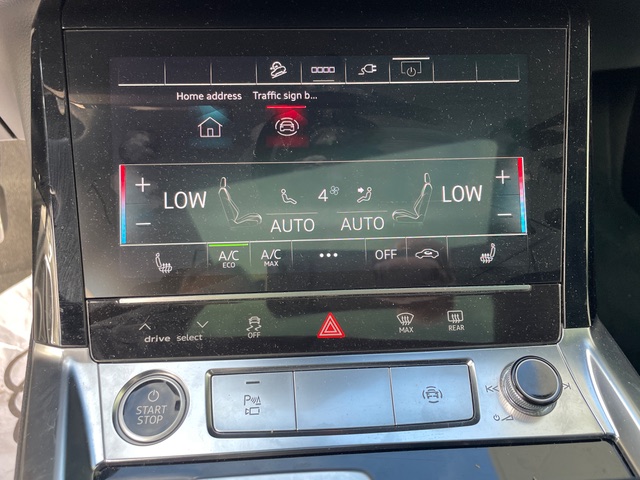 Home address Traffic sign b...
+ LOW 4 LOW +
− AUTO AUTO −
A/C ECO A/C MAX ••• OFF
drive select OFF MAX REAR
START
STOP
P